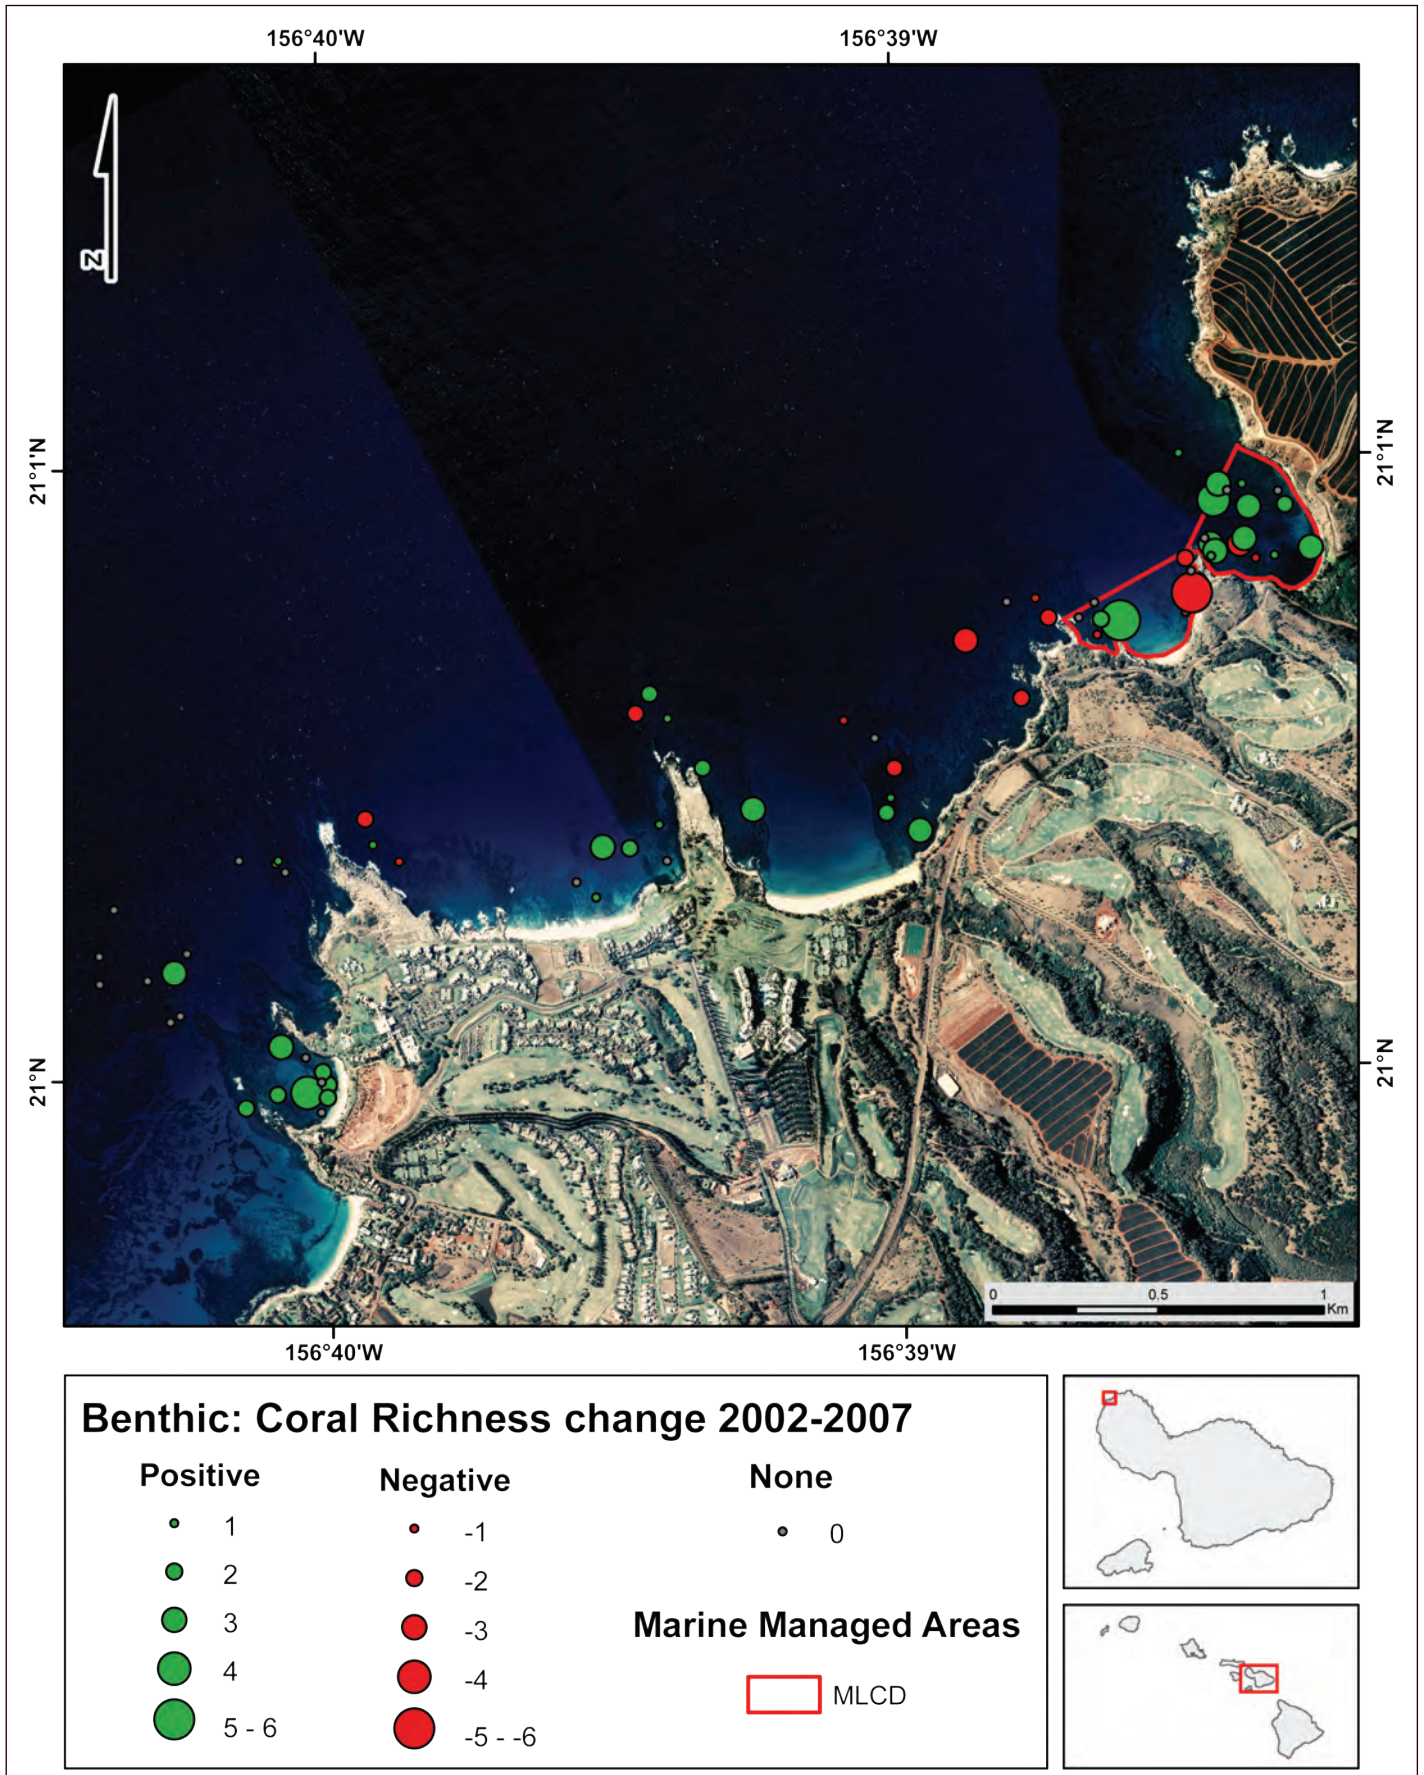 156°40'W 156°39'W
N
21°1'N 21°1'N
21°N 21°N
0 0.5 1
Km
156°40'W 156°39'W
Benthic: Coral Richness change 2002-2007
Positive Negative None
1 -1 0
2 -2
3 -3
4 -4
5 - 6 -5 - -6
Marine Managed Areas
MLCD